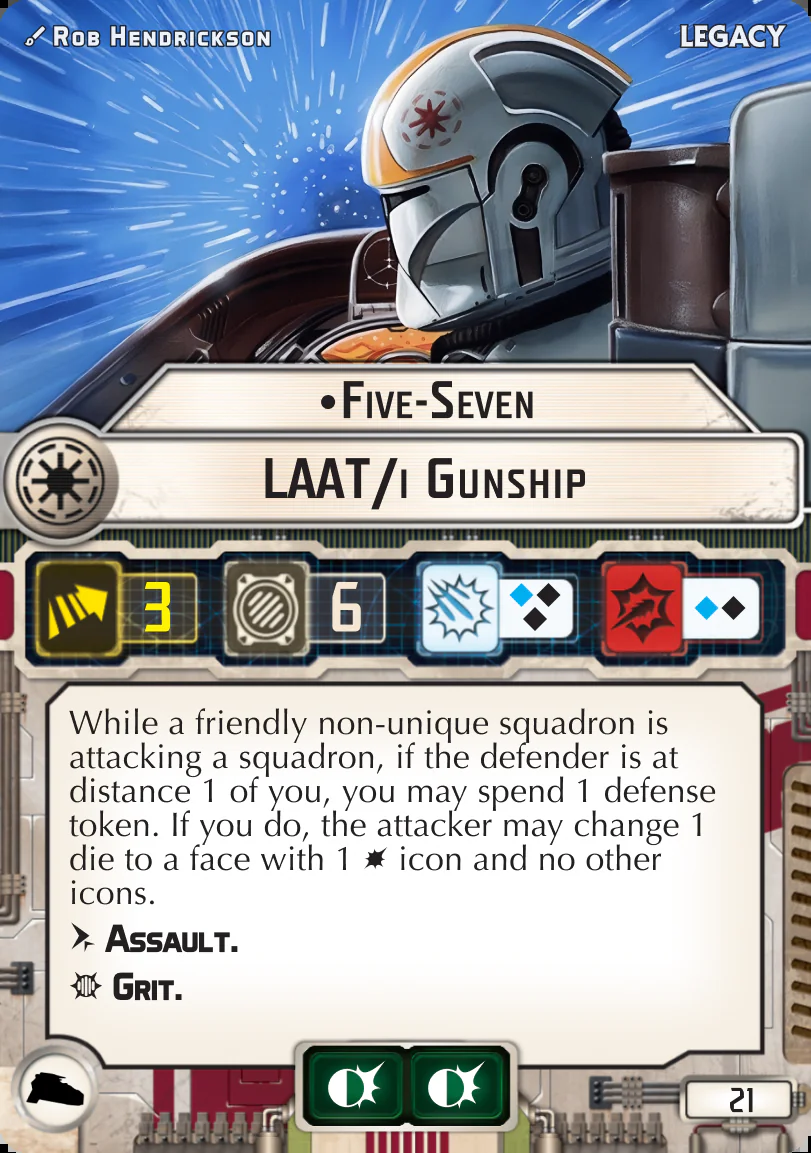 Rob Hendrickson
LEGACY
•Five-Seven
LAAT/i Gunship
3
6
While a friendly non-unique squadron is
attacking a squadron, if the defender is at
distance 1 of you, you may spend 1 defense
token. If you do, the attacker may change 1
die to a face with 1 icon and no other
icons.
Assault.
Grit.
21